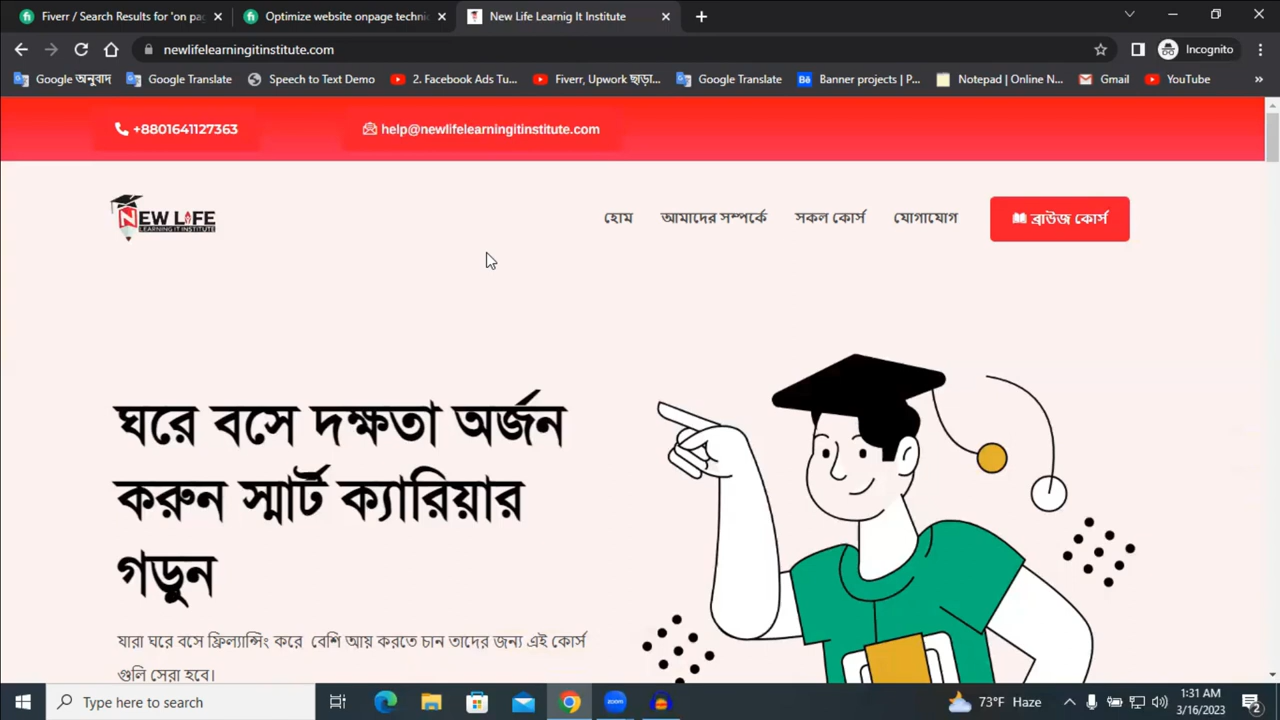 Fiverr / Search Results for 'on pag
Optimize website onpage techni
New Life Learnig It Institute
newlifelearningitinstitute.com
Incognito
Google অনুবাদ
Google Translate
Speech to Text Demo
2. Facebook Ads Tu...
Fiverr, Upwork ছাড়া...
Google Translate
Banner projects | P...
Notepad | Online N...
Gmail
YouTube
+8801641127363
help@newlifelearningitinstitute.com
NEW LIFE
LEARNING IT INSTITUTE
হোম
আমাদের সম্পর্কে
সকল কোর্স
যোগাযোগ
ব্রাউজ কোর্স
ঘরে বসে দক্ষতা অর্জন
করুন স্মার্ট ক্যারিয়ার
গড়ুন
যারা ঘরে বসে ফ্রিল্যান্সিং করে বেশি আয় করতে চান তাদের জন্য এই কোর্স
গুলি সেরা হবে।
Type here to search
zoom
73°F Haze
1:31 AM
3/16/2023
2